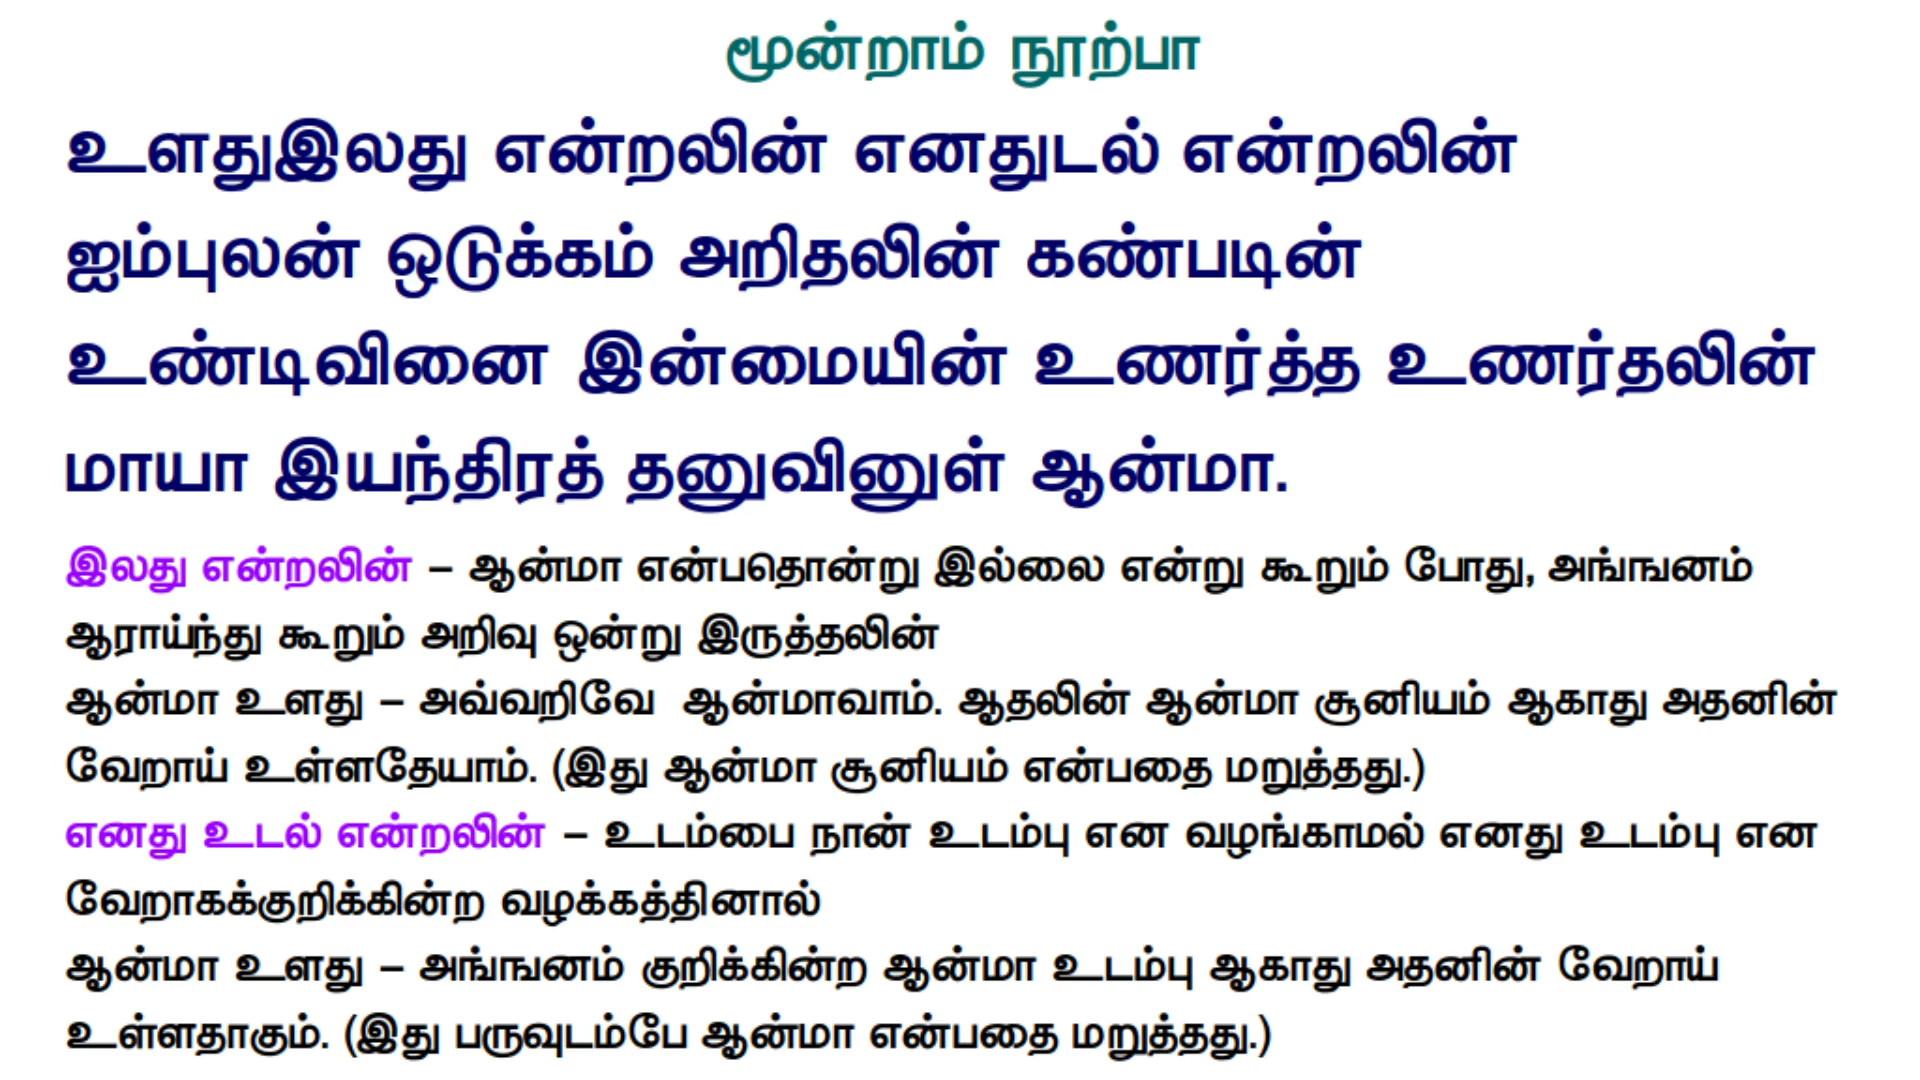 மூன்றாம் நூற்பா
உளதுஇலது என்றலின் எனதுடல் என்றலின்
ஐம்புலன் ஒடுக்கம் அறிதலின் கண்படின்
உண்டிவினை இன்மையின் உணர்த்த உணர்தலின்
மாயா இயந்திரத் தனுவினுள் ஆன்மா.
இலது என்றலின் – ஆன்மா என்பதொன்று இல்லை என்று கூறும் போது, அங்ஙனம்
ஆராய்ந்து கூறும் அறிவு ஒன்று இருத்தலின்
ஆன்மா உளது – அவ்வறிவே ஆன்மாவாம். ஆதலின் ஆன்மா சூனியம் ஆகாது அதனின்
வேறாய் உள்ளதேயாம். (இது ஆன்மா சூனியம் என்பதை மறுத்தது.)
எனது உடல் என்றலின் – உடம்பை நான் உடம்பு என வழங்காமல் எனது உடம்பு என
வேறாகக்குறிக்கின்ற வழக்கத்தினால்
ஆன்மா உளது – அங்ஙனம் குறிக்கின்ற ஆன்மா உடம்பு ஆகாது அதனின் வேறாய்
உள்ளதாகும். (இது பருவுடம்பே ஆன்மா என்பதை மறுத்தது.)